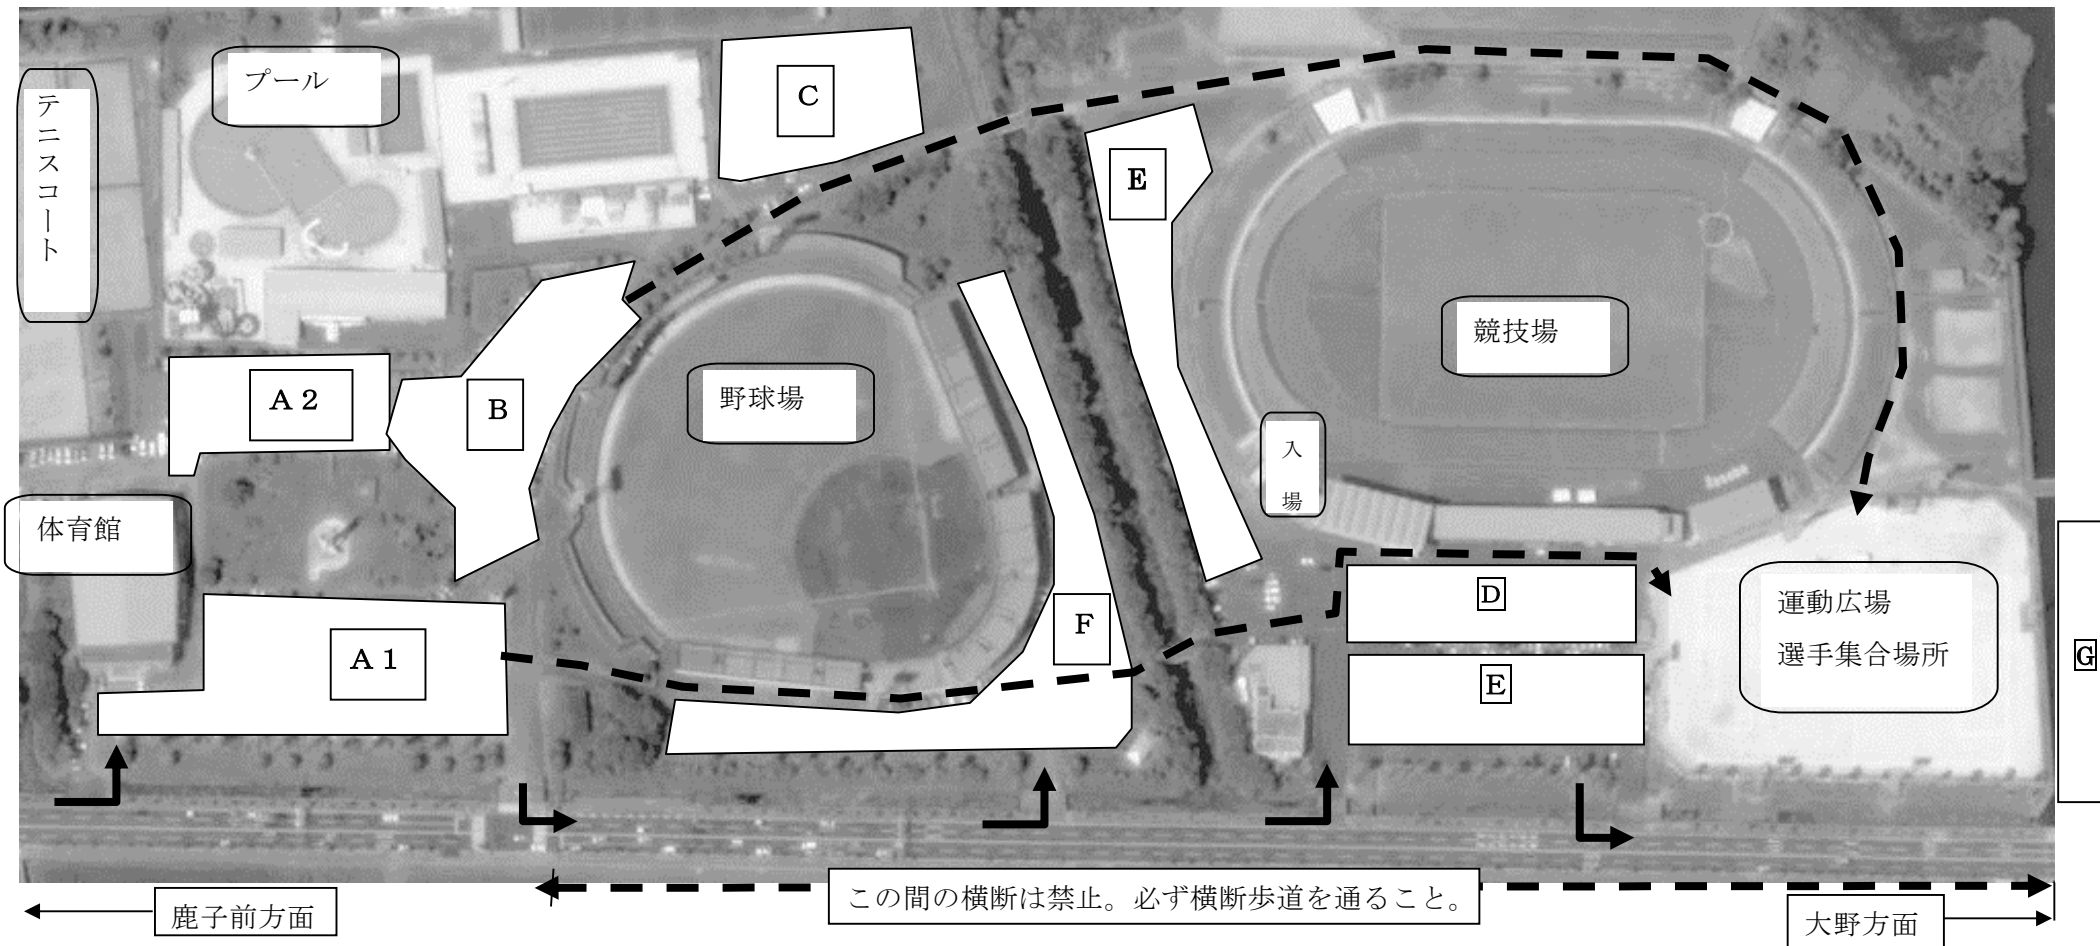 プール
テニスコート
C
E
競技場
A2
B
野球場
入場
体育館
D
運動広場
選手集合場所
F
A1
E
G
この間の横断は禁止。必ず横断歩道を通ること。
鹿子前方面
大野方面